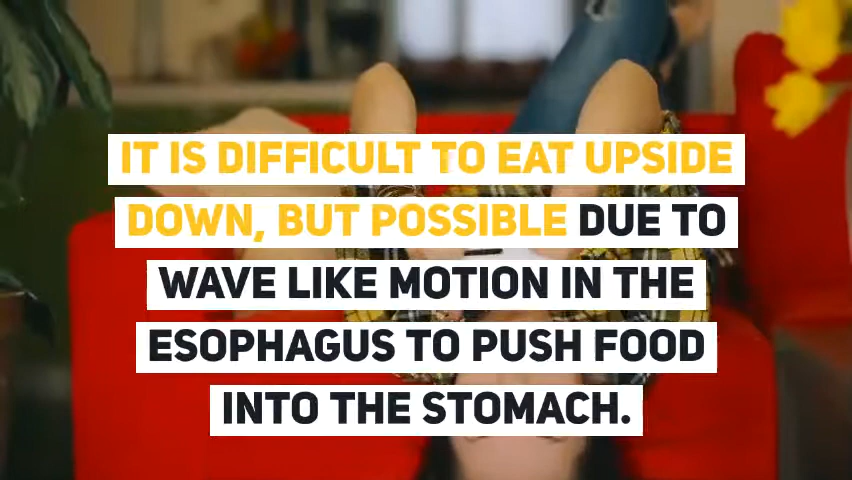 IT IS DIFFICULT TO EAT UPSIDE
DOWN, BUT POSSIBLE DUE TO
WAVE LIKE MOTION IN THE
ESOPHAGUS TO PUSH FOOD
INTO THE STOMACH.